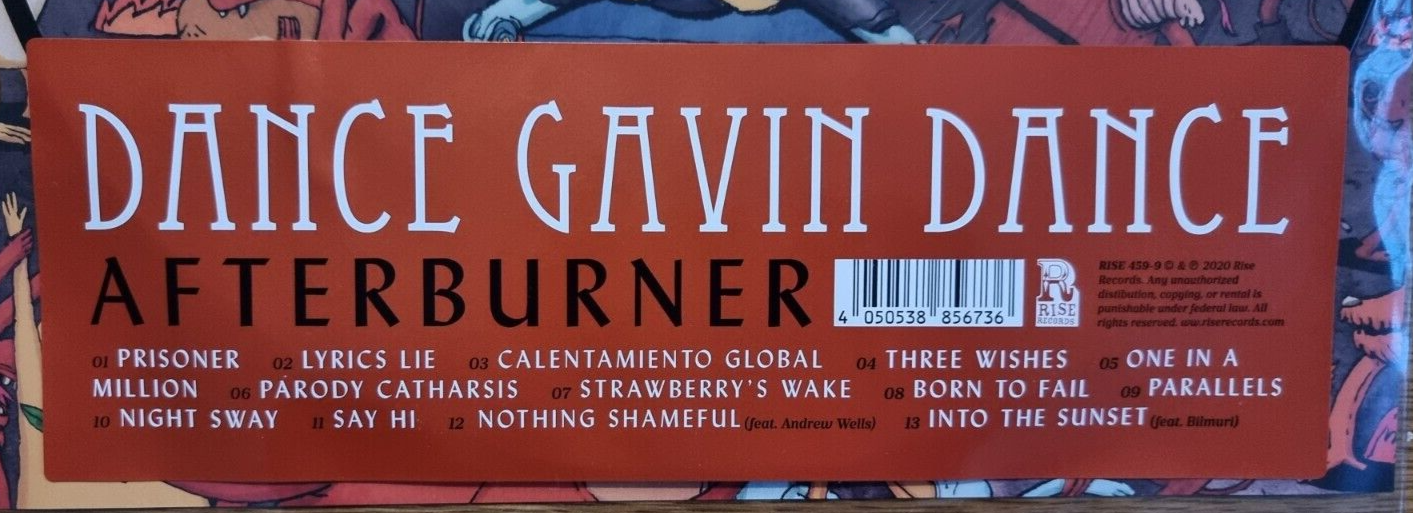 DANCE GAVIN DANCE
AFTERBURNER
4 050538 856736
R
RISE
RECORDS
RISE 459-9 © & ℗ 2020 Rise
Records. Any unauthorized
distibution, copying, or rental is
punishable under federal law. All
rights reserved. www.riserecords.com
01 PRISONER 02 LYRICS LIE 03 CALENTAMIENTO GLOBAL 04 THREE WISHES 05 ONE IN A
MILLION 06 PARODY CATHARSIS 07 STRAWBERRY'S WAKE 08 BORN TO FAIL 09 PARALLELS
10 NIGHT SWAY 11 SAY HI 12 NOTHING SHAMEFUL (feat. Andrew Wells) 13 INTO THE SUNSET (feat. Bilmuri)